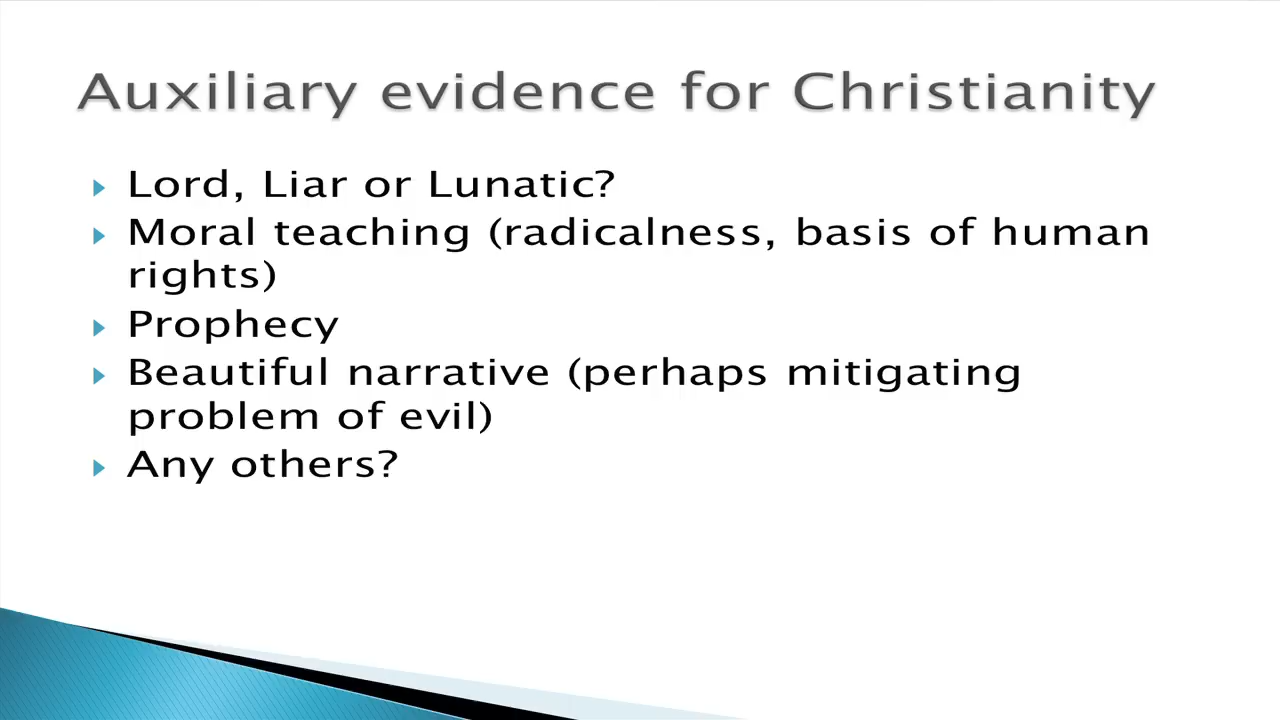 Auxiliary evidence for Christianity
Lord, Liar or Lunatic?
Moral teaching (radicalness, basis of human
rights)
Prophecy
Beautiful narrative (perhaps mitigating
problem of evil)
Any others?